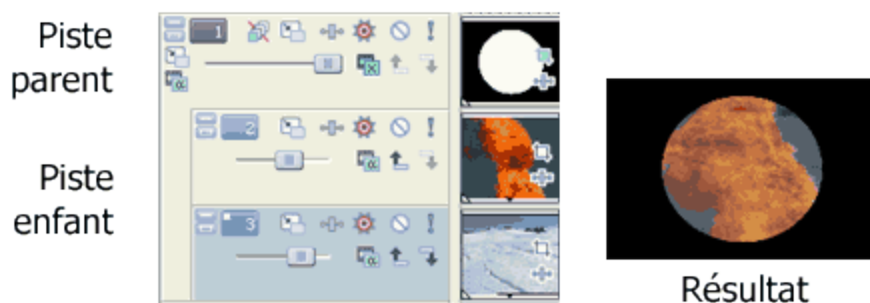 Piste
parent
1
2
Piste
enfant
3
Résultat